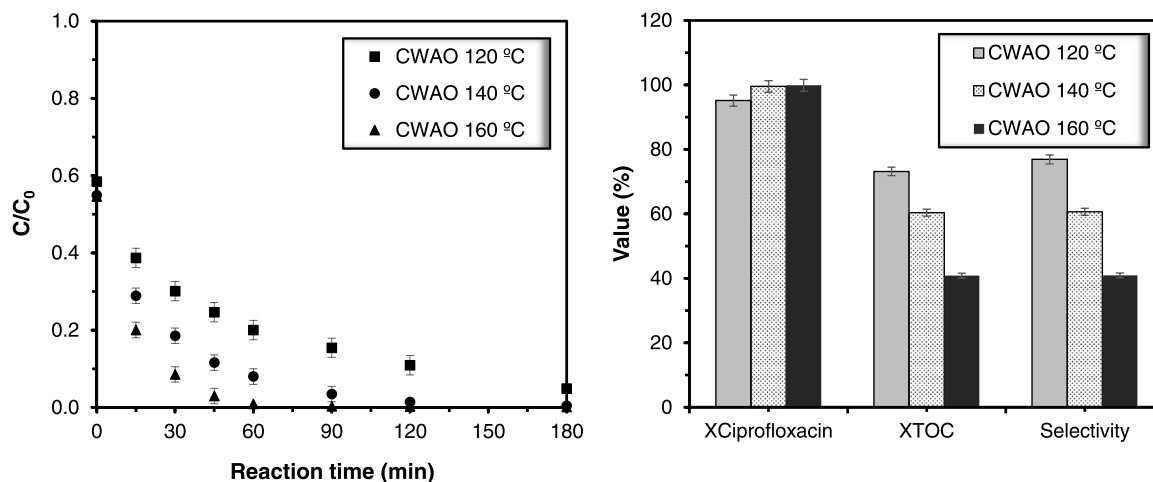 C/C0
1.0
0.8
0.6
0.4
0.2
0.0
0
30
60
90
120
150
180
Reaction time (min)
CWAO 120 ºC
CWAO 140 ºC
CWAO 160 ºC
Value (%)
120
100
80
60
40
20
0
XCiprofloxacin
XTOC
Selectivity
CWAO 120 ºC
CWAO 140 ºC
CWAO 160 ºC